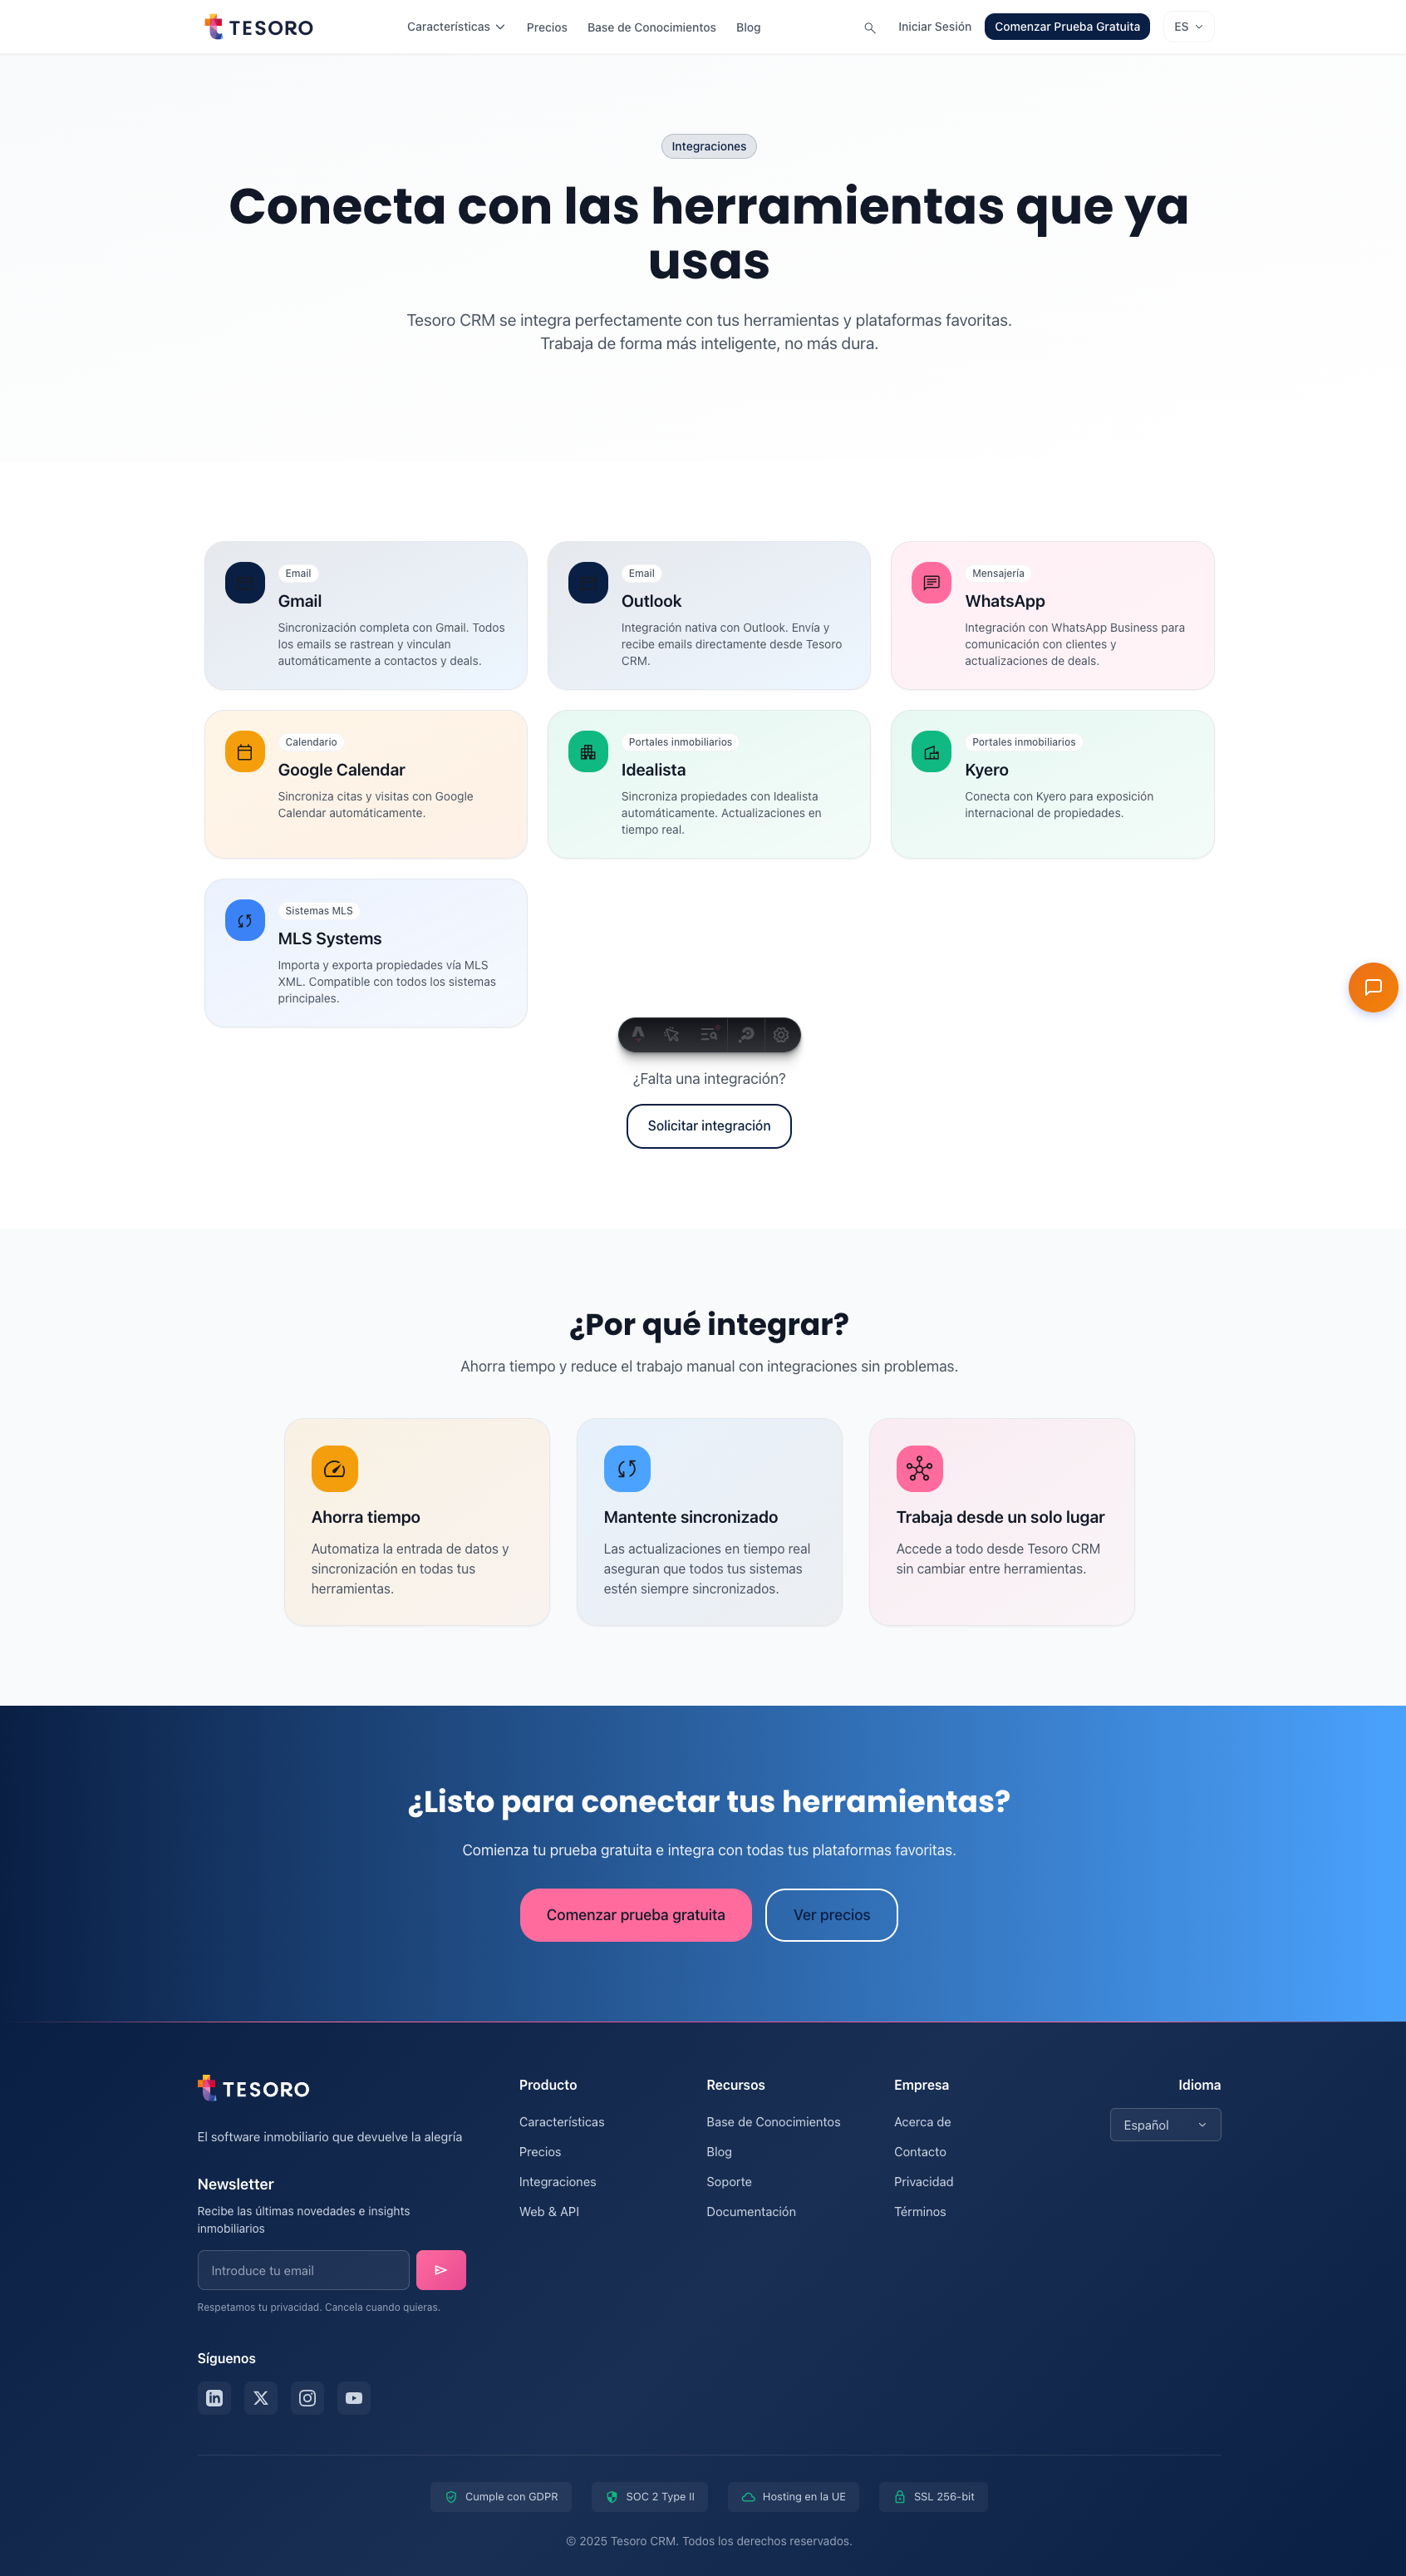 TESORO
Características
Precios
Base de Conocimientos
Blog
Iniciar Sesión
Comenzar Prueba Gratuita
ES
Integraciones
Conecta con las herramientas que ya
usas
Tesoro CRM se integra perfectamente con tus herramientas y plataformas favoritas.
Trabaja de forma más inteligente, no más dura.
Email
Gmail
Sincronización completa con Gmail. Todos
los emails se rastrean y vinculan
automáticamente a contactos y deals.
Email
Outlook
Integración nativa con Outlook. Envía y
recibe emails directamente desde Tesoro
CRM.
Mensajería
WhatsApp
Integración con WhatsApp Business para
comunicación con clientes y
actualizaciones de deals.
Calendario
Google Calendar
Sincroniza citas y visitas con Google
Calendar automáticamente.
Portales inmobiliarios
Idealista
Sincroniza propiedades con Idealista
automáticamente. Actualizaciones en
tiempo real.
Portales inmobiliarios
Kyero
Conecta con Kyero para exposición
internacional de propiedades.
Sistemas MLS
MLS Systems
Importa y exporta propiedades vía MLS
XML. Compatible con todos los sistemas
principales.
¿Falta una integración?
Solicitar integración
¿Por qué integrar?
Ahorra tiempo y reduce el trabajo manual con integraciones sin problemas.
Ahorra tiempo
Automatiza la entrada de datos y
sincronización en todas tus
herramientas.
Mantente sincronizado
Las actualizaciones en tiempo real
aseguran que todos tus sistemas
estén siempre sincronizados.
Trabaja desde un solo lugar
Accede a todo desde Tesoro CRM
sin cambiar entre herramientas.
¿Listo para conectar tus herramientas?
Comienza tu prueba gratuita e integra con todas tus plataformas favoritas.
Comenzar prueba gratuita
Ver precios
TESORO
El software inmobiliario que devuelve la alegría
Newsletter
Recibe las últimas novedades e insights
inmobiliarios
Introduce tu email
Respetamos tu privacidad. Cancela cuando quieras.
Síguenos
Producto
Características
Precios
Integraciones
Web & API
Recursos
Base de Conocimientos
Blog
Soporte
Documentación
Empresa
Acerca de
Contacto
Privacidad
Términos
Idioma
Español
Cumple con GDPR
SOC 2 Type II
Hosting en la UE
SSL 256-bit
© 2025 Tesoro CRM. Todos los derechos reservados.